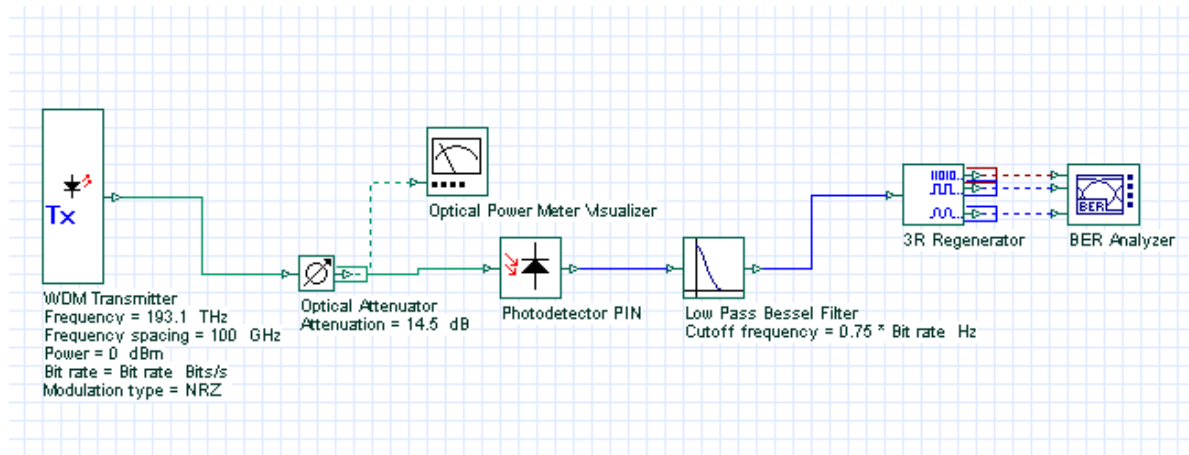 Tx
WDM Transmitter
Frequency = 193.1 THz
Frequency spacing = 100 GHz
Power = 0 dBm
Bit rate = Bit rate Bits/s
Modulation type = NRZ
Optical Power Meter Visualizer
Optical Attenuator
Attenuation = 14.5 dB
Photodetector PIN
Low Pass Bessel Filter
Cutoff frequency = 0.75 * Bit rate Hz
3R Regenerator
BER
BER Analyzer